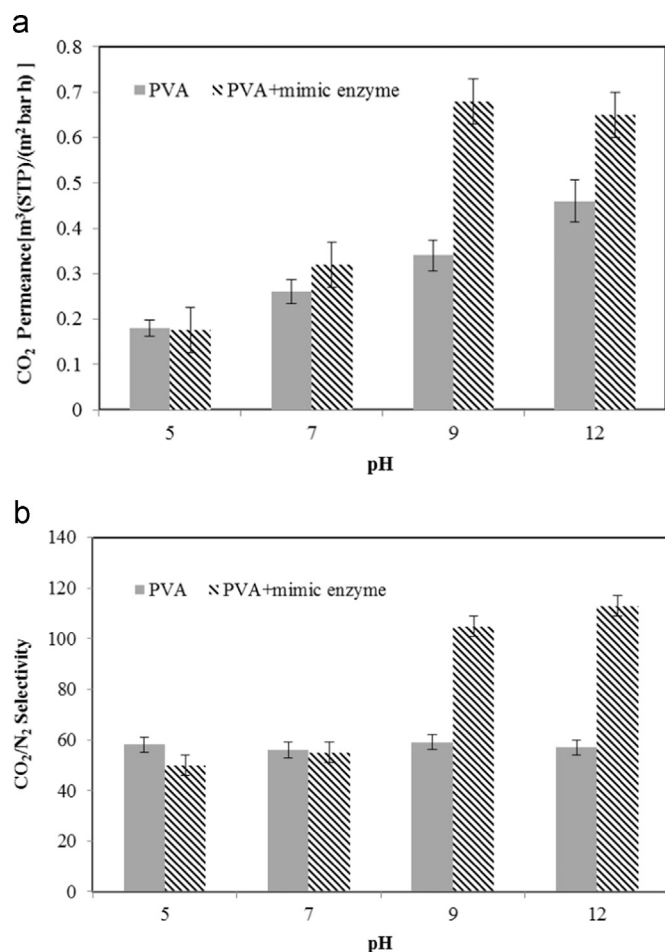 a
0.8
0.7
0.6
0.5
0.4
0.3
0.2
0.1
0
CO₂ Permeance[m³(STP)/(m² bar h) ]
PVA PVA+mimic enzyme
5 7 9 12
pH
b
140
120
100
80
60
40
20
0
CO₂/N₂ Selectivity
PVA PVA+mimic enzyme
5 7 9 12
pH